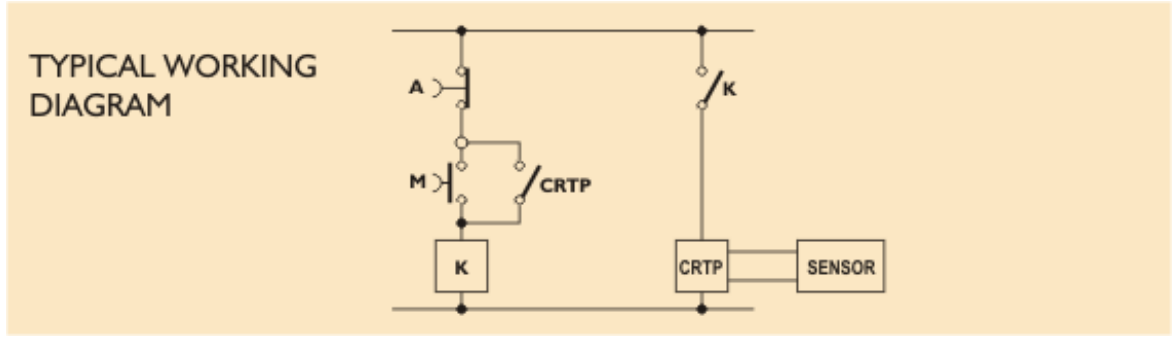 TYPICAL WORKING
DIAGRAM
A
K
M
CRTP
K
CRTP
SENSOR